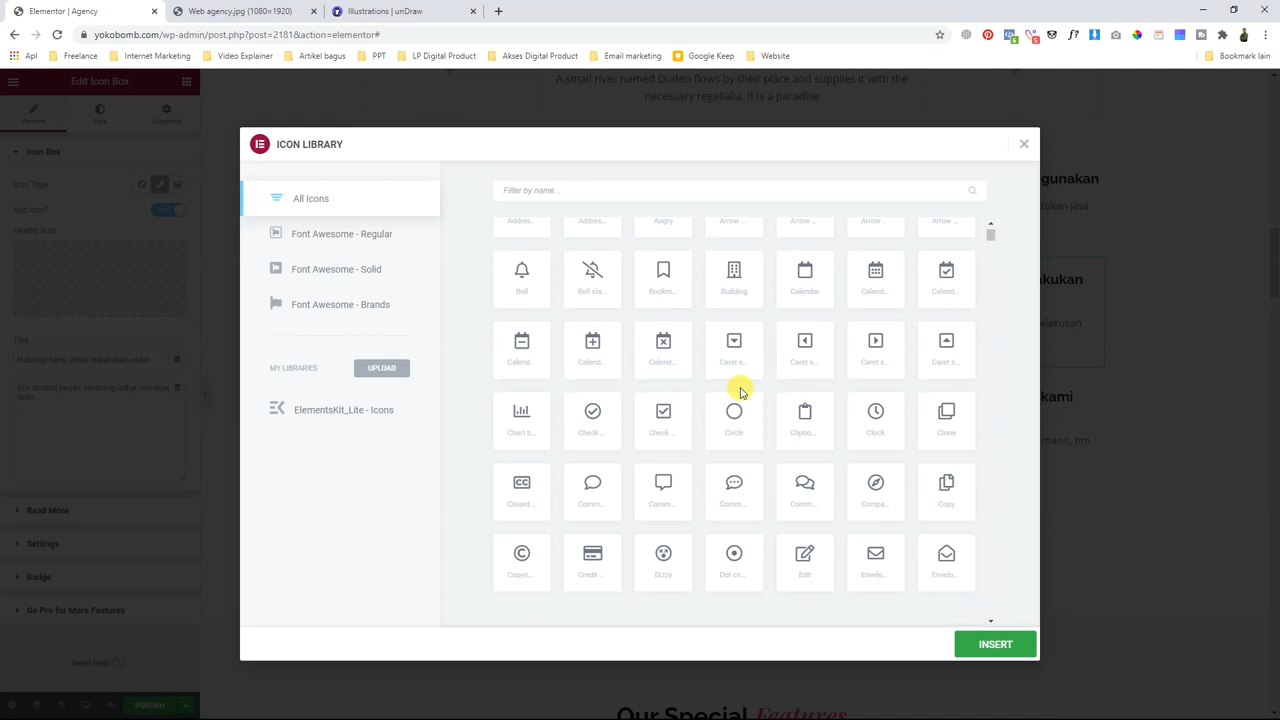 Elementor | Agency
Web agency.jpg (1080×1920)
Illustrations | unDraw
yokobomb.com/wp-admin/post.php?post=2181&action=elementor#
Apl
Freelance
Internet Marketing
Video Explainer
Artikel bagus
PPT
LP Digital Product
Akses Digital Product
Email marketing
Google Keep
Website
Bookmark lain
Edit Icon Box
Content
Style
Advanced
Icon Box
Icon Type
Add Icon?
Header Icon
Title
Hubungi kami untuk melakukan order
Klik tombol pesan sekarang untuk melakuk
order
Read More
Settings
Badge
Go Pro for More Features
Need Help
PUBLISH
A small river named Duden flows by their place and supplies it with the
necessary regelialia. It is a paradise
gunakan
tukan jasa
akukan
elakukan
kami
manis, tim
Our Special Features
ICON LIBRARY
All Icons
Font Awesome - Regular
Font Awesome - Solid
Font Awesome - Brands
MY LIBRARIES
UPLOAD
ElementsKit_Lite - Icons
Filter by name...
Addres.. Addres... Angry Arrow ... Arrow .. Arrow ... Arrow ...
Bell Bell sla... Bookm... Building Calendar Calend... Calend...
Calend... Calend... Calend... Caret s... Caret s... Caret s... Caret s...
Chart b... Check ... Check ... Circle Clipbo... Clock Clone
CC
Closed ... Comm... Comm... Comm... Comm... Compa... Copy
Copyri... Credit ... Dizzy Dot cir... Edit Envelo... Envelo...
INSERT